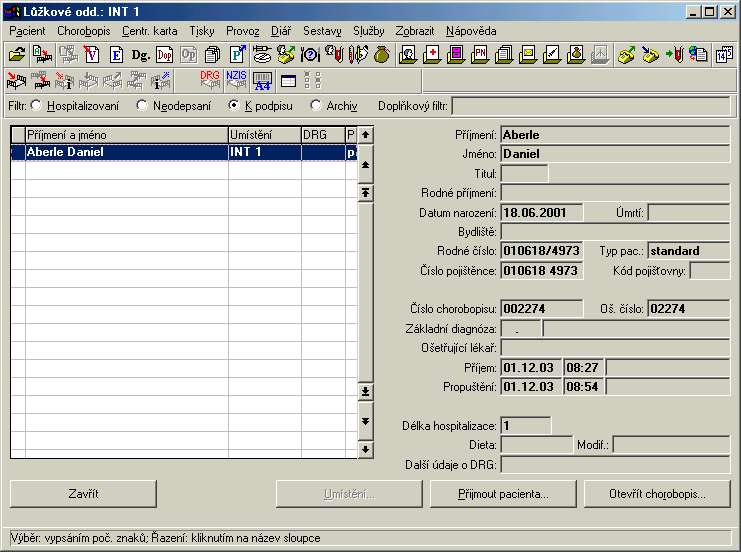 Lůžkové odd.: INT 1
Pacient Chorobopis Centr. karta Tisky Provoz Diář Sestavy Služby Zobrazit Nápověda
V E Dg. Dop Op P PN
DRG NZIS A4
Filtr: Hospitalizovaní Neodepsaní K podpisu Archiv Doplňkový filtr:
Příjmení a jméno Umístění DRG P
Aberle Daniel INT 1 p
Příjmení: Aberle
Jméno: Daniel
Titul:
Rodné příjmení:
Datum narození: 18.06.2001 Úmrtí:
Bydliště:
Rodné číslo: 010618/4973 Typ pac.: standard
Číslo pojištěnce: 010618 4973 Kód pojišťovny:
Číslo chorobopisu: 002274 Oš. číslo: 02274
Základní diagnóza: .
Ošetřující lékař:
Příjem: 01.12.03 08:27
Propuštění: 01.12.03 08:54
Délka hospitalizace: 1
Dieta: Modif.:
Další údaje o DRG:
Zavřít Umístění... Přijmout pacienta... Otevřít chorobopis...
Výběr: vypsáním poč. znaků; Řazení: kliknutím na název sloupce